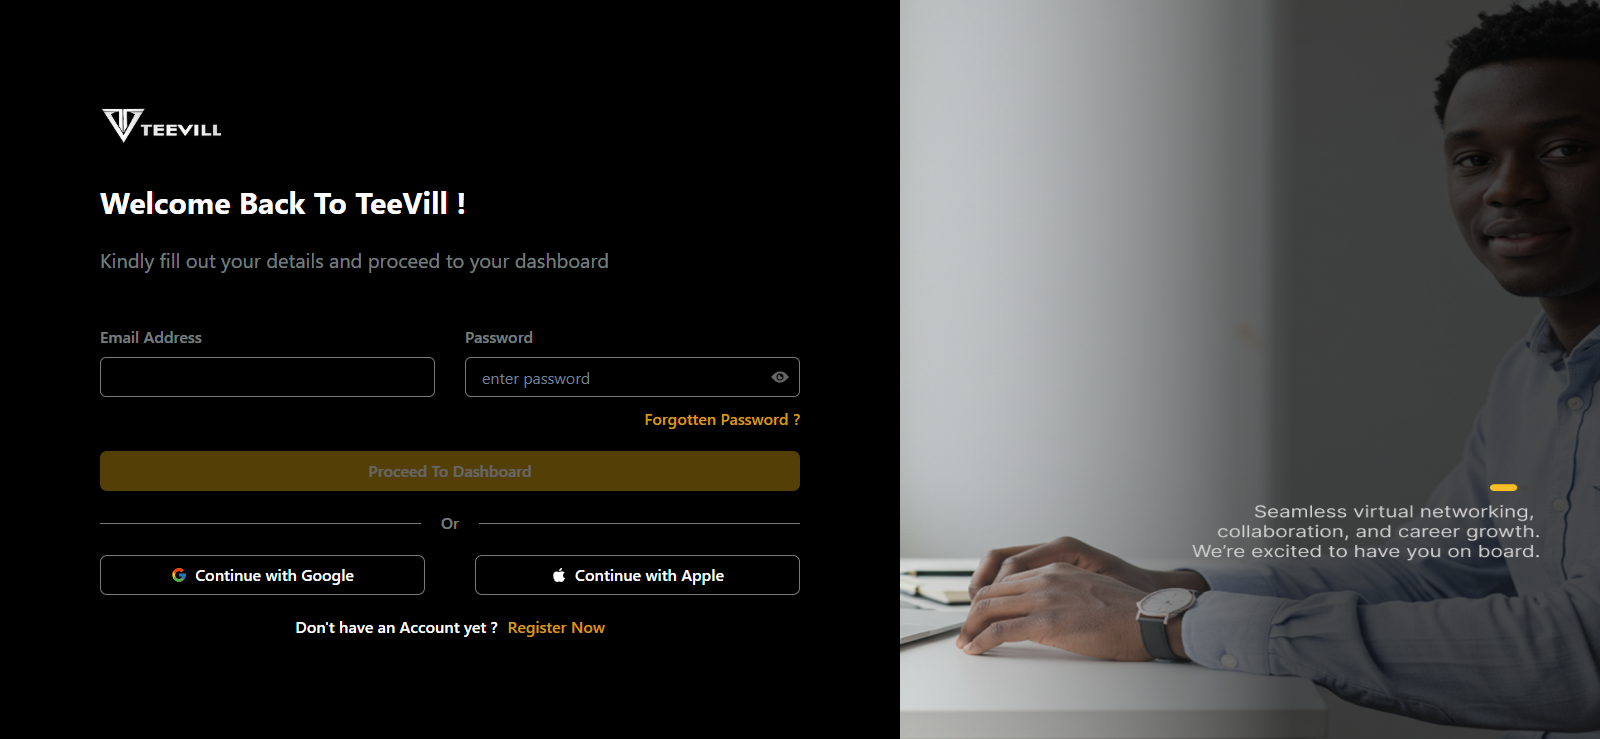 TEEVILL
Welcome Back To TeeVill !
Kindly fill out your details and proceed to your dashboard
Email Address
Password
enter password
Forgotten Password ?
Proceed To Dashboard
Or
Continue with Google
Continue with Apple
Don't have an Account yet ? Register Now
Seamless virtual networking,
collaboration, and career growth.
We're excited to have you on board.